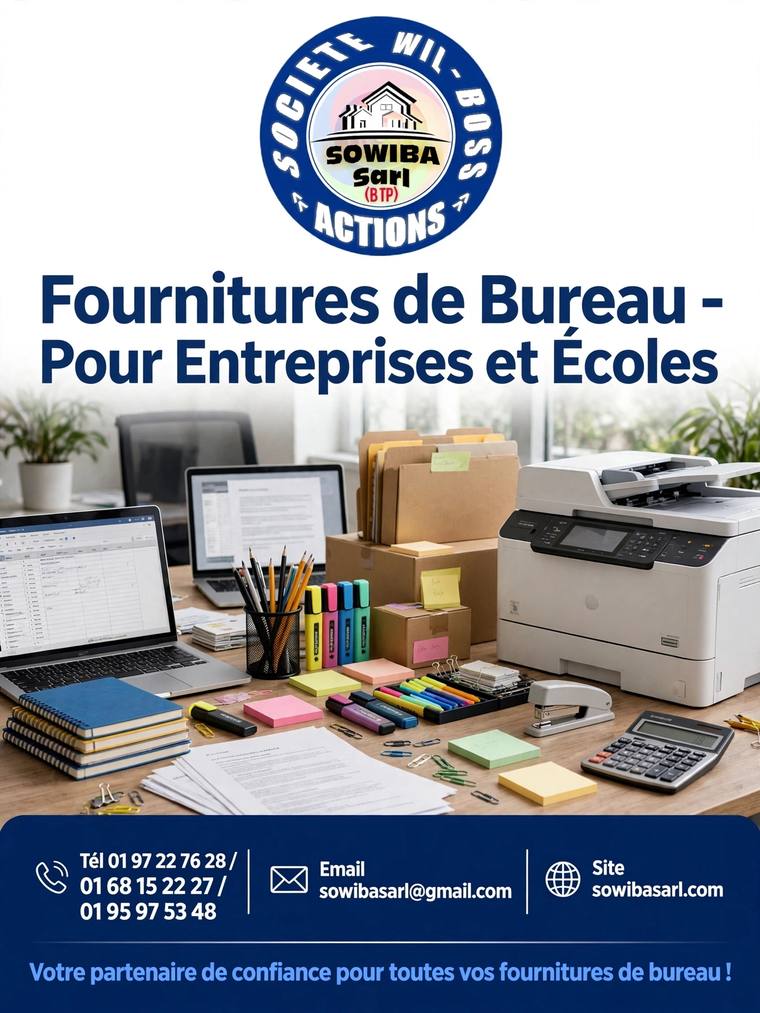 SOCIETE WIL-BOSS
SOWIBA
Sarl
(BTP)
« ACTIONS »
Fournitures de Bureau -
Pour Entreprises et Écoles
Tél 01 97 22 76 28 /
01 68 15 22 27 /
01 95 97 53 48
Email
sowibasarl@gmail.com
Site
sowibasarl.com
Votre partenaire de confiance pour toutes vos fournitures de bureau !